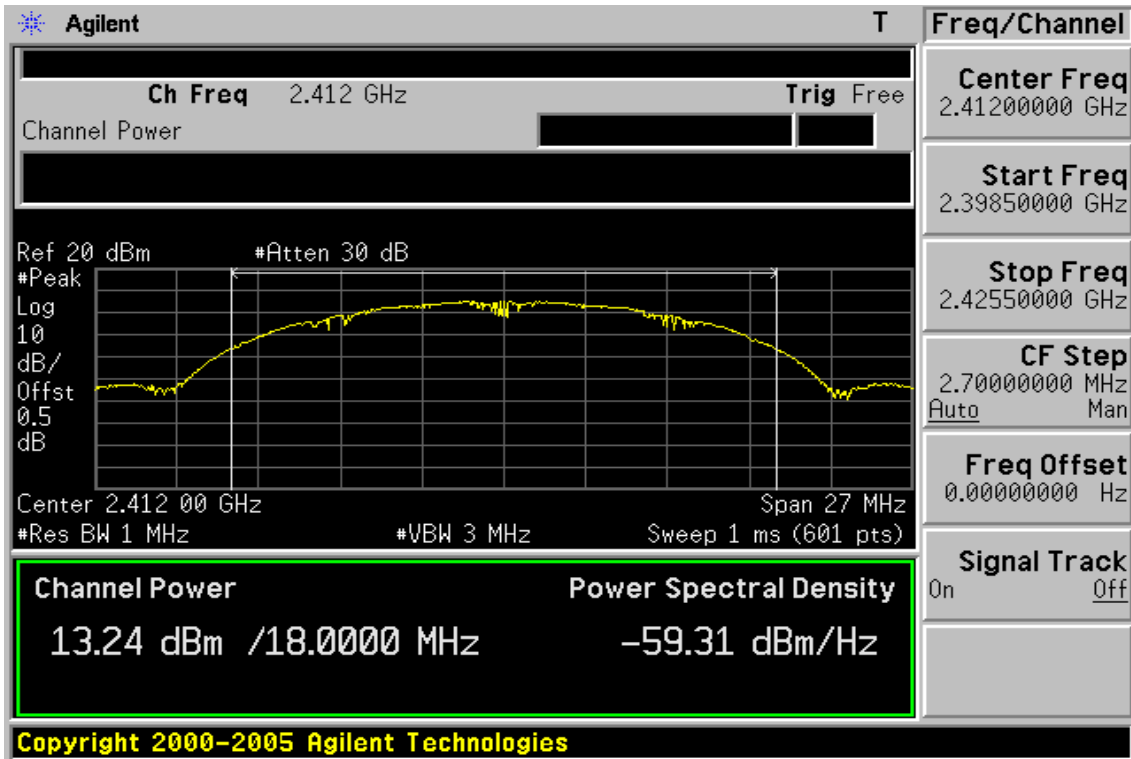 Agilent T
Ch Freq 2.412 GHz Trig Free
Channel Power
Ref 20 dBm #Atten 30 dB
#Peak
Log
10
dB/
Offst
0.5
dB
Center 2.412 00 GHz Span 27 MHz
#Res BW 1 MHz #VBW 3 MHz Sweep 1 ms (601 pts)
Channel Power Power Spectral Density
13.24 dBm /18.0000 MHz -59.31 dBm/Hz
Copyright 2000-2005 Agilent Technologies
Freq/Channel
Center Freq
2.41200000 GHz
Start Freq
2.39850000 GHz
Stop Freq
2.42550000 GHz
CF Step
2.70000000 MHz
Auto Man
Freq Offset
0.00000000 Hz
Signal Track
On Off